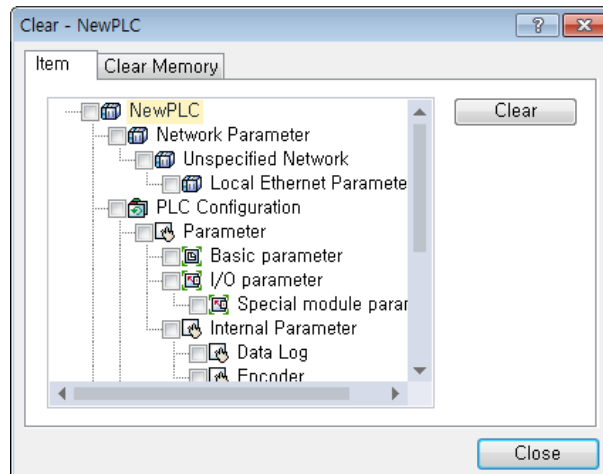 Clear - NewPLC
Item
Clear Memory
NewPLC
Clear
Network Parameter
Unspecified Network
Local Ethernet Paramete
PLC Configuration
Parameter
Basic parameter
I/O parameter
Special module par
Internal Parameter
Data Log
Encoder
Close